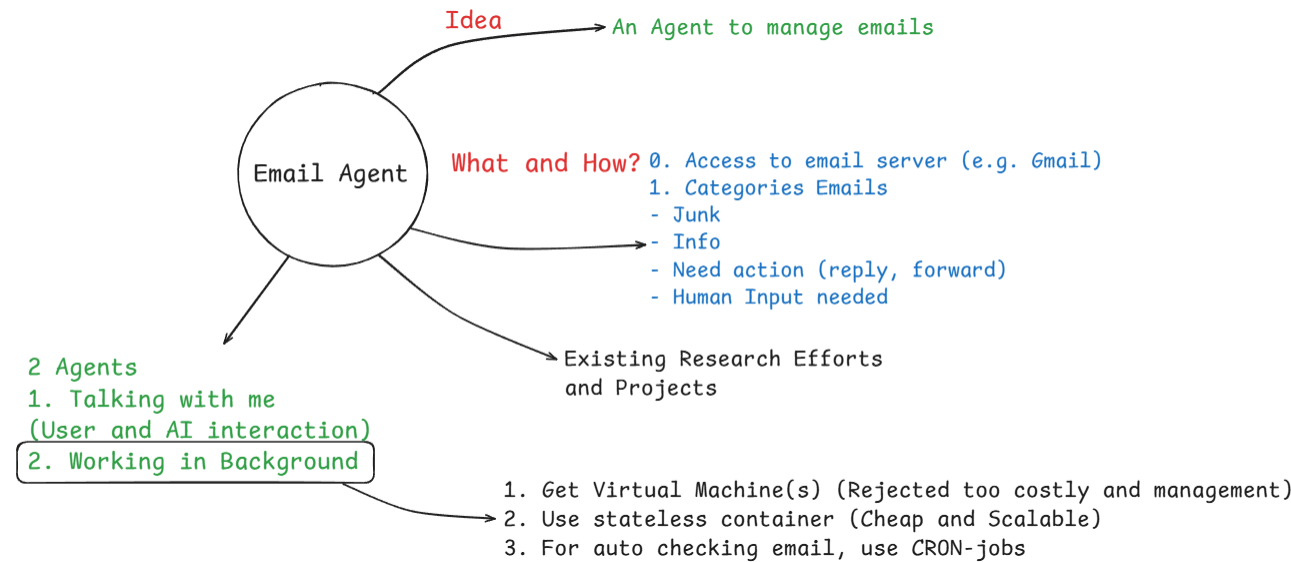 Idea
An Agent to manage emails
Email Agent
What and How?
0. Access to email server (e.g. Gmail)
1. Categories Emails
- Junk
- Info
- Need action (reply, forward)
- Human Input needed
Existing Research Efforts
and Projects
2 Agents
1. Talking with me
(User and AI interaction)
2. Working in Background
1. Get Virtual Machine(s) (Rejected too costly and management)
2. Use stateless container (Cheap and Scalable)
3. For auto checking email, use CRON-jobs